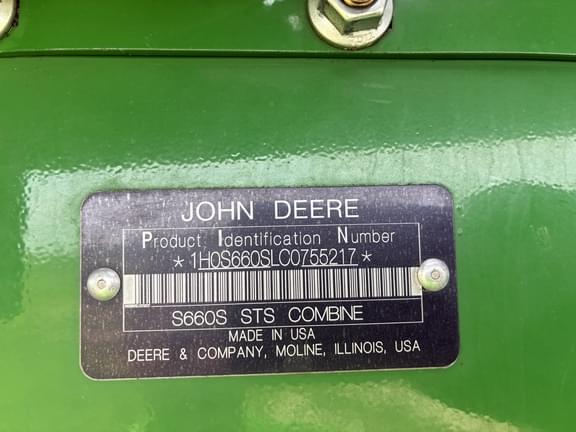 JOHN DEERE
Product Identification Number
*1H0S660SLC0755217*
S660S STS COMBINE
MADE IN USA
DEERE & COMPANY, MOLINE, ILLINOIS, USA